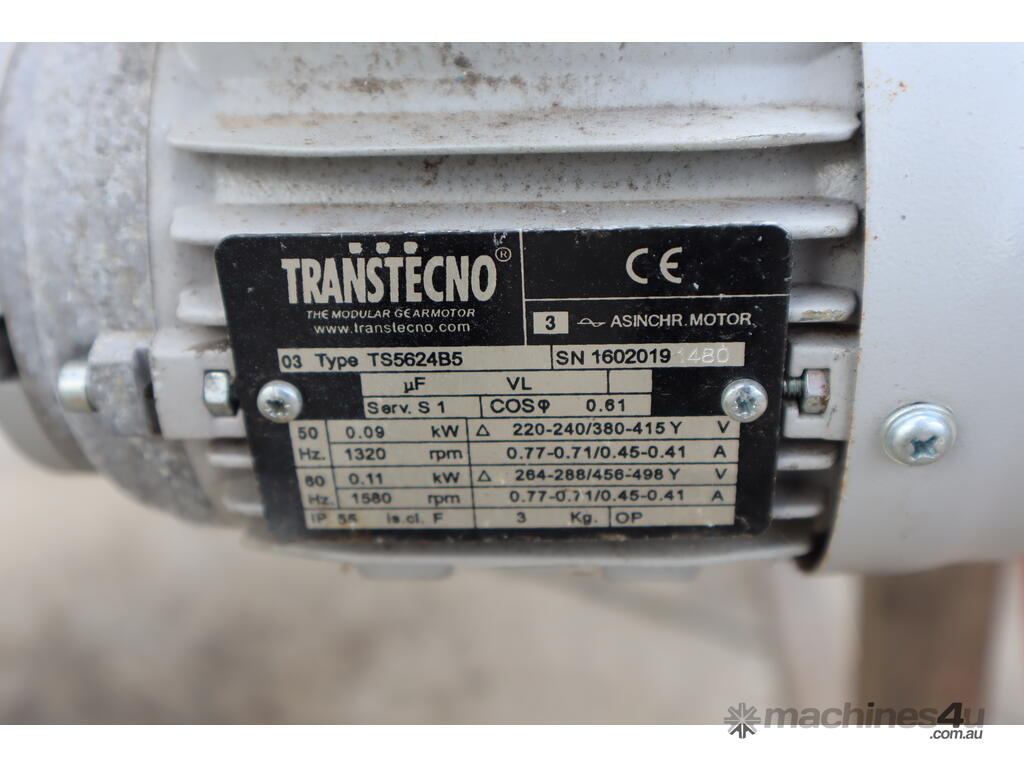 TRANSTECNO®
THE MODULAR GEARMOTOR
www.transtecno.com
CE
3 ASINCHR. MOTOR
03 Type TS5624B5 SN 1602019 1480
µF VL
Serv. S 1 COSφ 0.61
50 0.09 kW Δ 220-240/380-415 Y V
Hz. 1320 rpm 0.77-0.71/0.45-0.41 A
60 0.11 kW Δ 264-288/456-498 Y V
Hz. 1580 rpm 0.77-0.71/0.45-0.41 A
IP 55 is.cl. F 3 Kg. OP
machines4u
.com.au